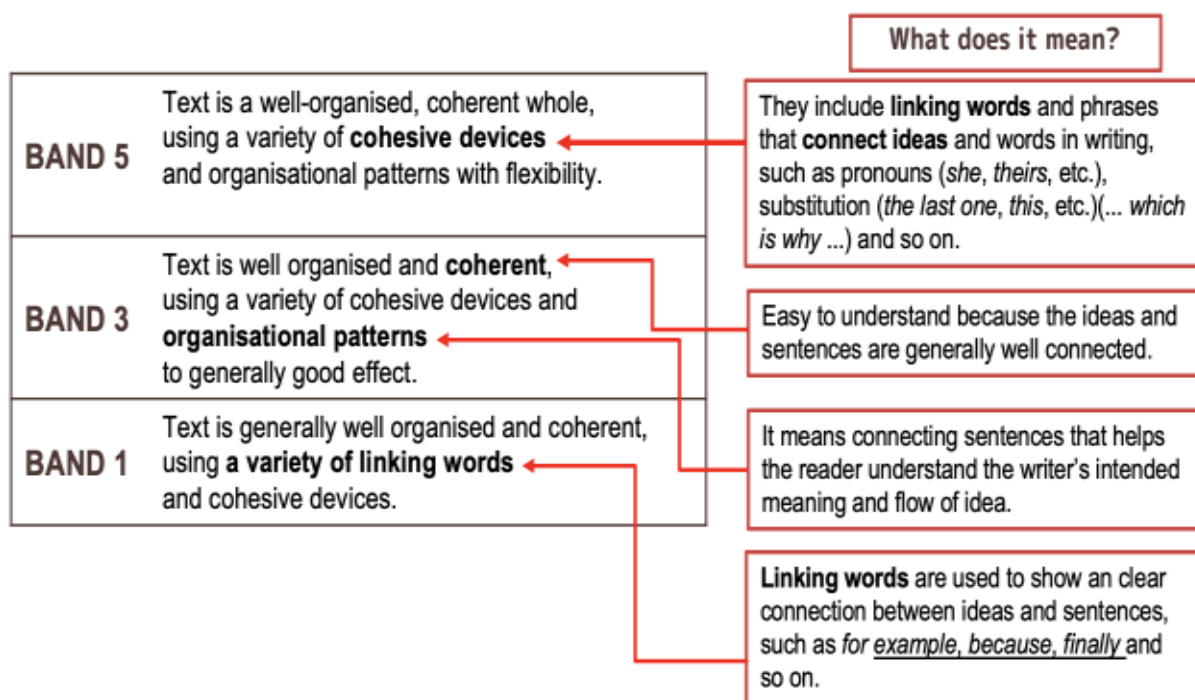 What does it mean?
BAND 5
Text is a well-organised, coherent whole,
using a variety of cohesive devices
and organisational patterns with flexibility.
They include linking words and phrases
that connect ideas and words in writing,
such as pronouns (she, theirs, etc.),
substitution (the last one, this, etc.)(... which
is why ...) and so on.
BAND 3
Text is well organised and coherent,
using a variety of cohesive devices and
organisational patterns
to generally good effect.
Easy to understand because the ideas and
sentences are generally well connected.
It means connecting sentences that helps
the reader understand the writer's intended
meaning and flow of idea.
BAND 1
Text is generally well organised and coherent,
using a variety of linking words
and cohesive devices.
Linking words are used to show an clear
connection between ideas and sentences,
such as for example, because, finally and
so on.